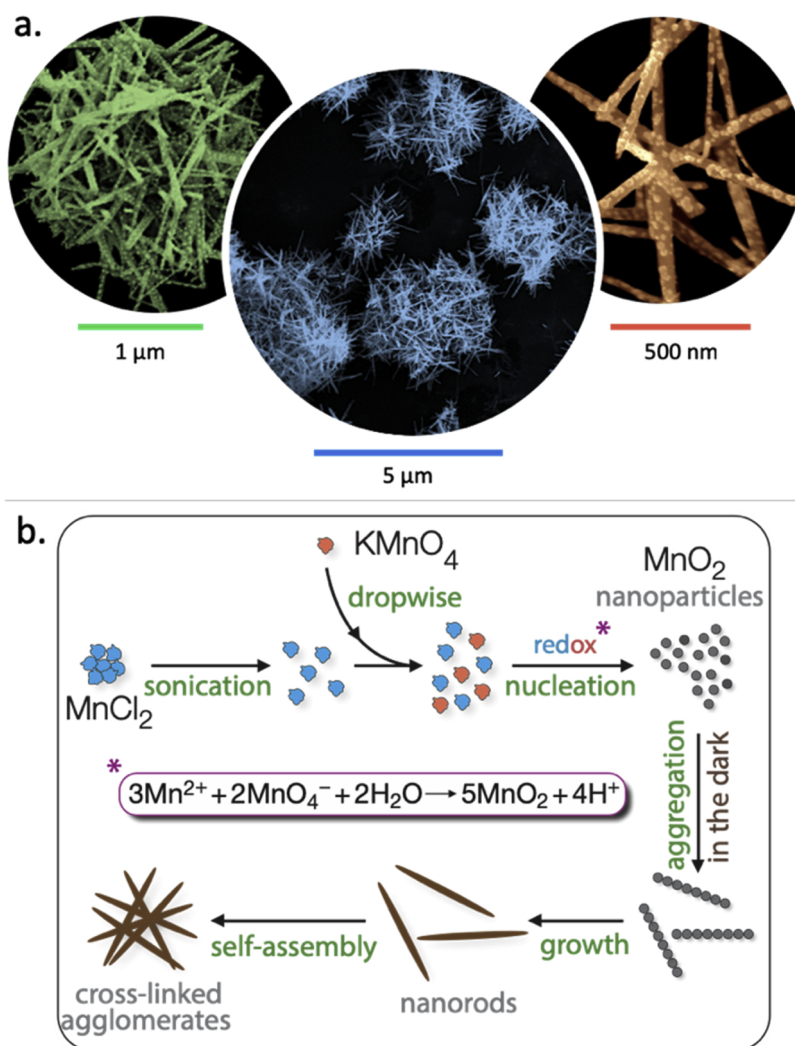 a.
1 μm
5 μm
500 nm
b.
KMnO₄
dropwise
MnCl₂
sonication
redox*
nucleation
MnO₂
nanoparticles
aggregation
in the dark
*
3Mn²⁺ + 2MnO₄⁻ + 2H₂O → 5MnO₂ + 4H⁺
growth
nanorods
self-assembly
cross-linked
agglomerates